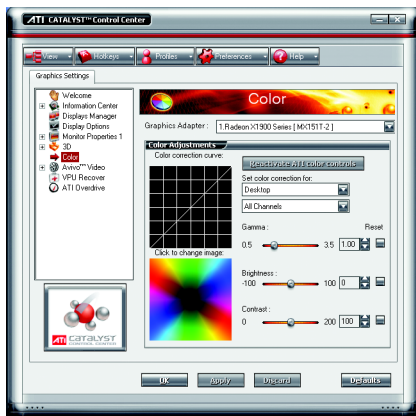 ATI CATALYST™ Control Center
View Hotkeys Profiles Preferences Help
Graphics Settings
Welcome
Information Center
Displays Manager
Display Options
Monitor Properties 1
3D
Color
Avivo™ Video
VPU Recover
ATI Overdrive
ATI CATALYST
CONTROL CENTER
Color
Graphics Adapter : 1.Radeon X1900 Series [ MX151T-2 ]
Color Adjustments
Color correction curve:
Click to change image:
Reactivate ATI color controls
Set color correction for:
Desktop
All Channels
Gamma : Reset
0.5 3.5 1.00
Brightness :
-100 100 0
Contrast :
0 200 100
OK Apply Discard Defaults